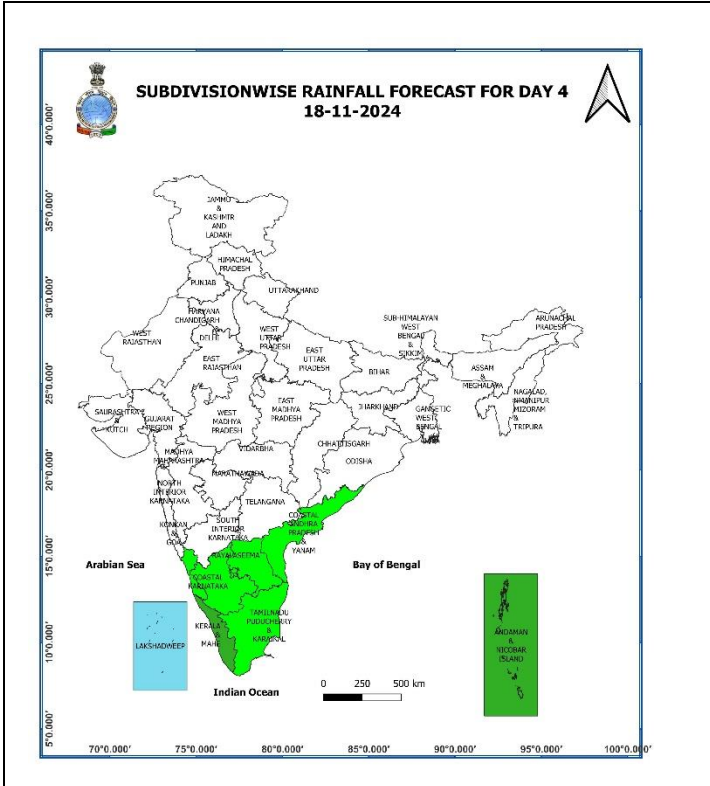 SUBDIVISIONWISE RAINFALL FORECAST FOR DAY 4
18-11-2024
40°0.000'
35°0.000'
30°0.000'
25°0.000'
20°0.000'
15°0.000'
10°0.000'
5°0.000'
JAMMU
&
KASHMIR
AND
LADAKH
HIMACHAL
PRADESH
PUNJAB
UTTARAKHAND
HARYANA
CHANDIGARH
&
DELHI
WEST
RAJASTHAN
WEST
UTTAR
PRADESH
EAST
RAJASTHAN
EAST
UTTAR
PRADESH
SUB-HIMALAYAN
WEST
BENGAL
&
SIKKIM
ARUNACHAL
PRADESH
ASSAM
&
MEGHALAYA
NAGALAD,
MANIPUR
MIZORAM
&
TRIPURA
BIHAR
JHARKHAND
GANGETIC
WEST
BENGAL
SAURASHTRA
&
KUTCH
GUJARAT
REGION
WEST
MADHYA
PRADESH
EAST
MADHYA
PRADESH
CHHATTISGARH
ODISHA
MADHYA
MAHARASHTRA
VIDARBHA
MARATHAWADA
NORTH
INTERIOR
KARNATAKA
TELANGANA
KONKAN
&
GOA
SOUTH
INTERIOR
KARNATAKA
COASTAL
ANDHRA
PRADESH
&
YANAM
RAYALASEEMA
COASTAL
KARNATAKA
Arabian Sea
Bay of Bengal
KERALA
&
MAHE
TAMILNADU
PUDUCHERRY
&
KARAIKAL
LAKSHADWEEP
ANDAMAN
&
NICOBAR
ISLAND
Indian Ocean
0 250 500 km
70°0.000' 75°0.000' 80°0.000' 85°0.000' 90°0.000' 95°0.000' 100°0.000'